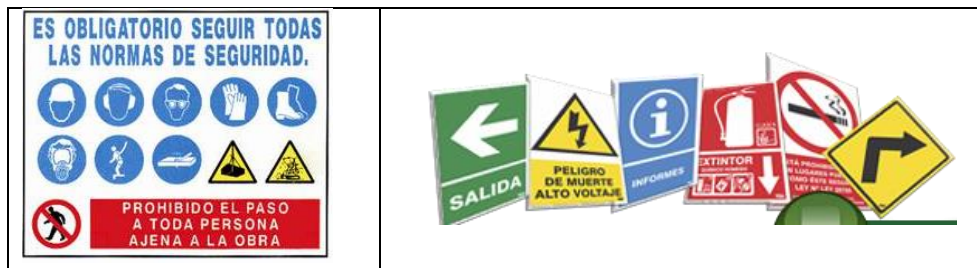 ES OBLIGATORIO SEGUIR TODAS
LAS NORMAS DE SEGURIDAD.
PROHIBIDO EL PASO
A TODA PERSONA
AJENA A LA OBRA
SALIDA
PELIGRO
DE MUERTE
ALTO VOLTAJE
INFORMES
EXTINTOR